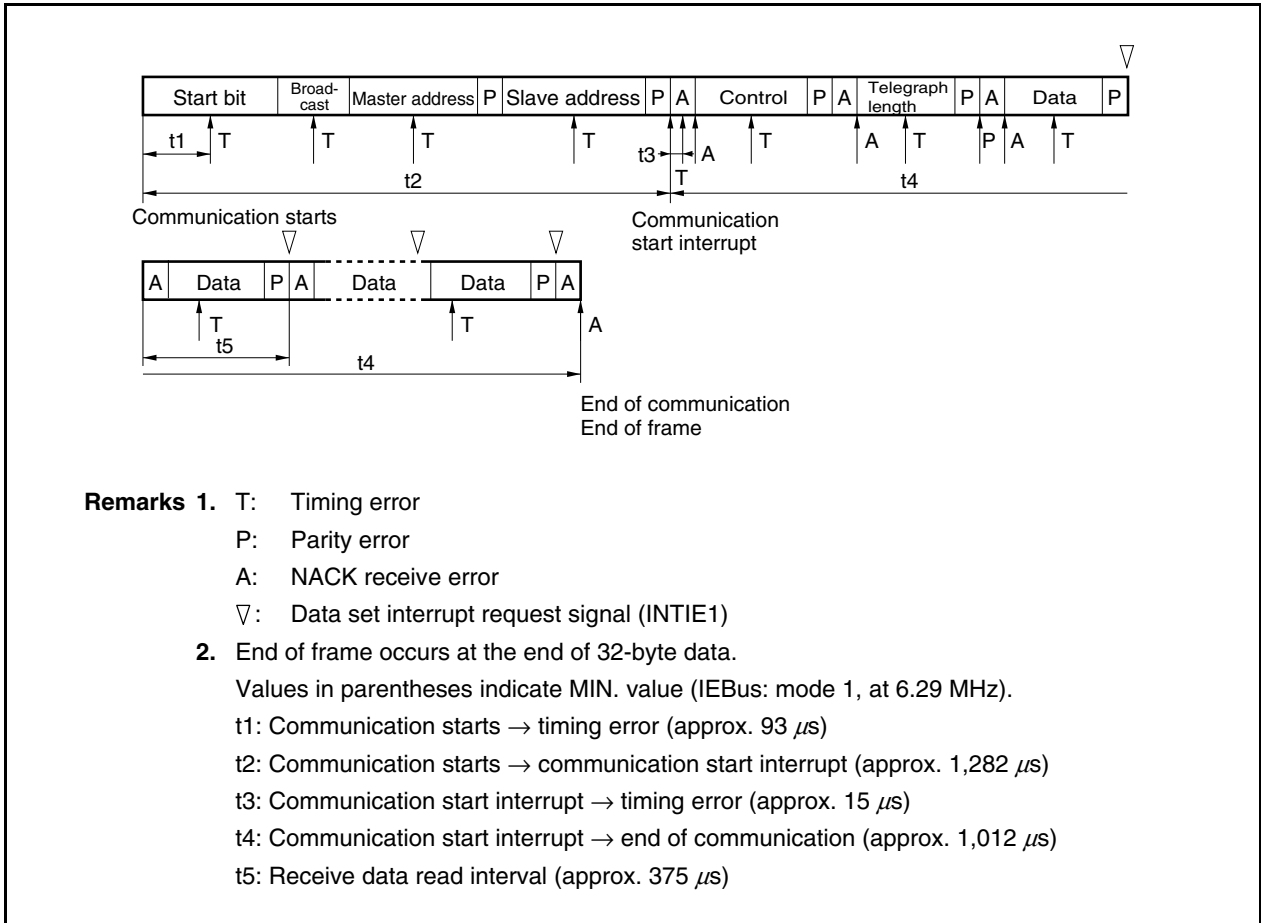 Start bit Broad-cast Master address P Slave address P A Control P A Telegraph length P A Data P ▽
t1 T T T T t3 T A T A T P A T
t2 t4
Communication starts
Communication
start interrupt
▽ ▽ ▽
A Data P A Data Data P A
T T A
t5
t4
End of communication
End of frame
Remarks 1. T: Timing error
P: Parity error
A: NACK receive error
▽: Data set interrupt request signal (INTIE1)
2. End of frame occurs at the end of 32-byte data.
Values in parentheses indicate MIN. value (IEBus: mode 1, at 6.29 MHz).
t1: Communication starts → timing error (approx. 93 μs)
t2: Communication starts → communication start interrupt (approx. 1,282 μs)
t3: Communication start interrupt → timing error (approx. 15 μs)
t4: Communication start interrupt → end of communication (approx. 1,012 μs)
t5: Receive data read interval (approx. 375 μs)